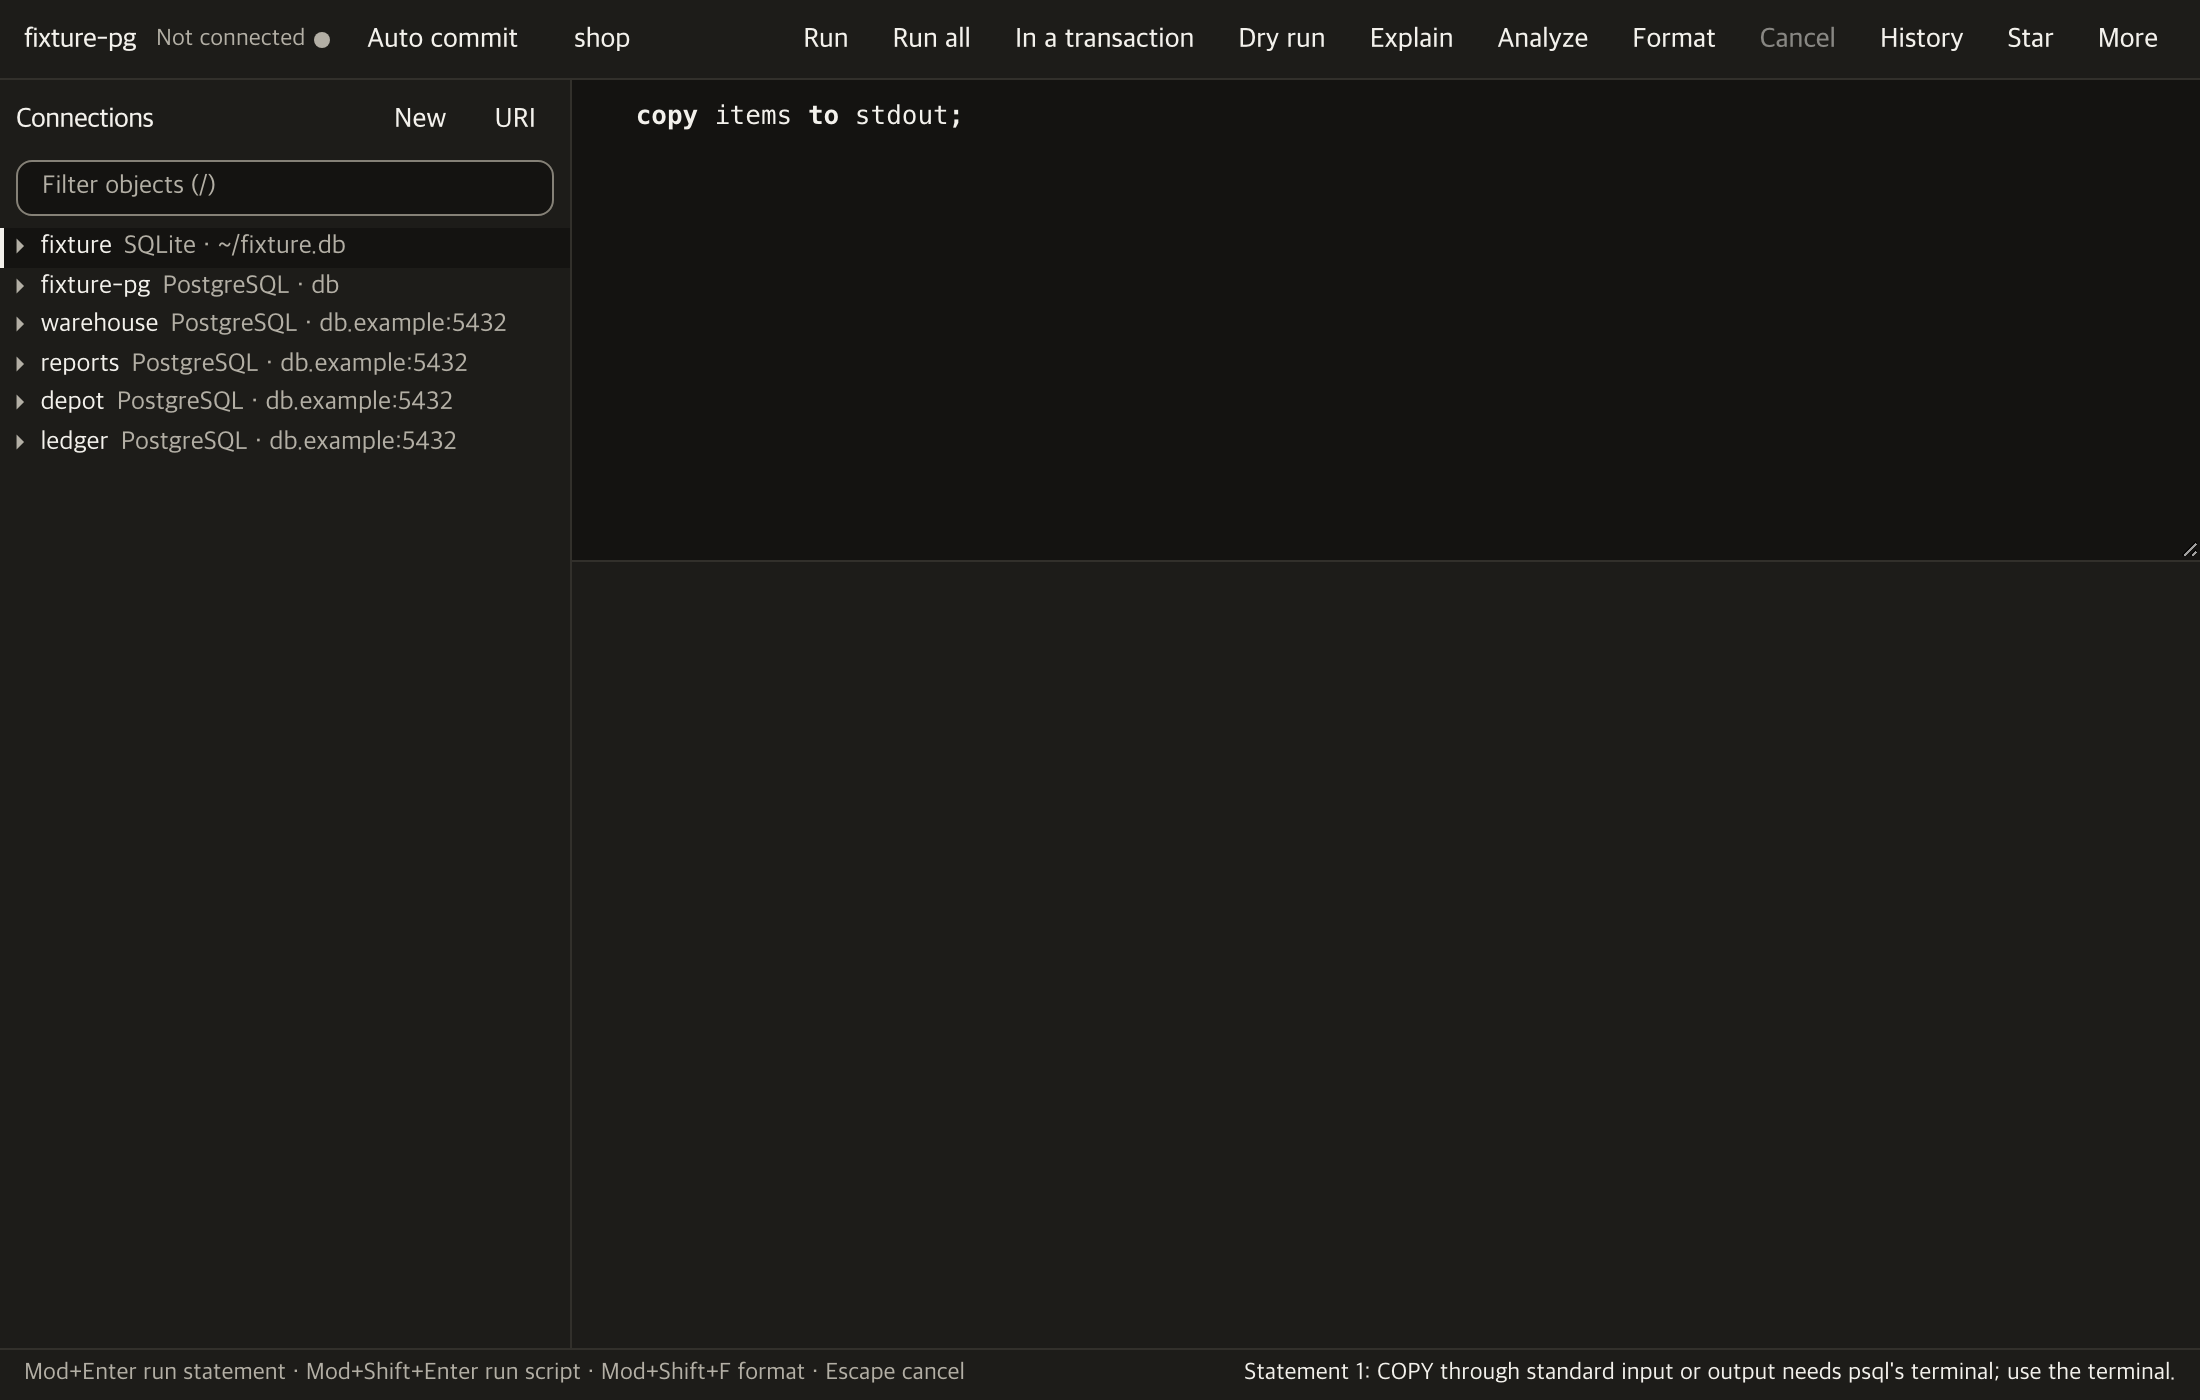 fixture-pg Not connected Auto commit shop Run Run all In a transaction Dry run Explain Analyze Format Cancel History Star More
Connections New URI
Filter objects (/)
fixture SQLite · ~/fixture.db
fixture-pg PostgreSQL · db
warehouse PostgreSQL · db.example:5432
reports PostgreSQL · db.example:5432
depot PostgreSQL · db.example:5432
ledger PostgreSQL · db.example:5432
copy items to stdout;
Mod+Enter run statement · Mod+Shift+Enter run script · Mod+Shift+F format · Escape cancel
Statement 1: COPY through standard input or output needs psql's terminal; use the terminal.